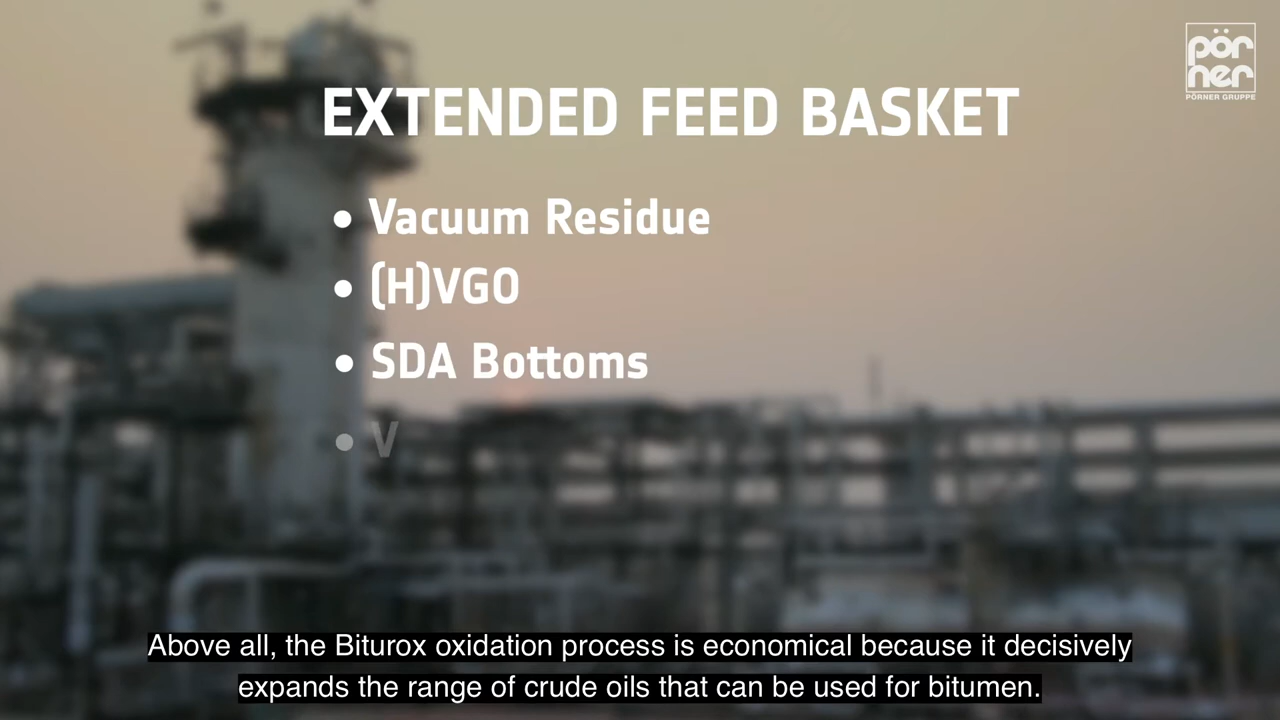 pör
ner
PÖRNER GRUPPE
EXTENDED FEED BASKET
• Vacuum Residue
• (H)VGO
• SDA Bottoms
• V
Above all, the Biturox oxidation process is economical because it decisively
expands the range of crude oils that can be used for bitumen.